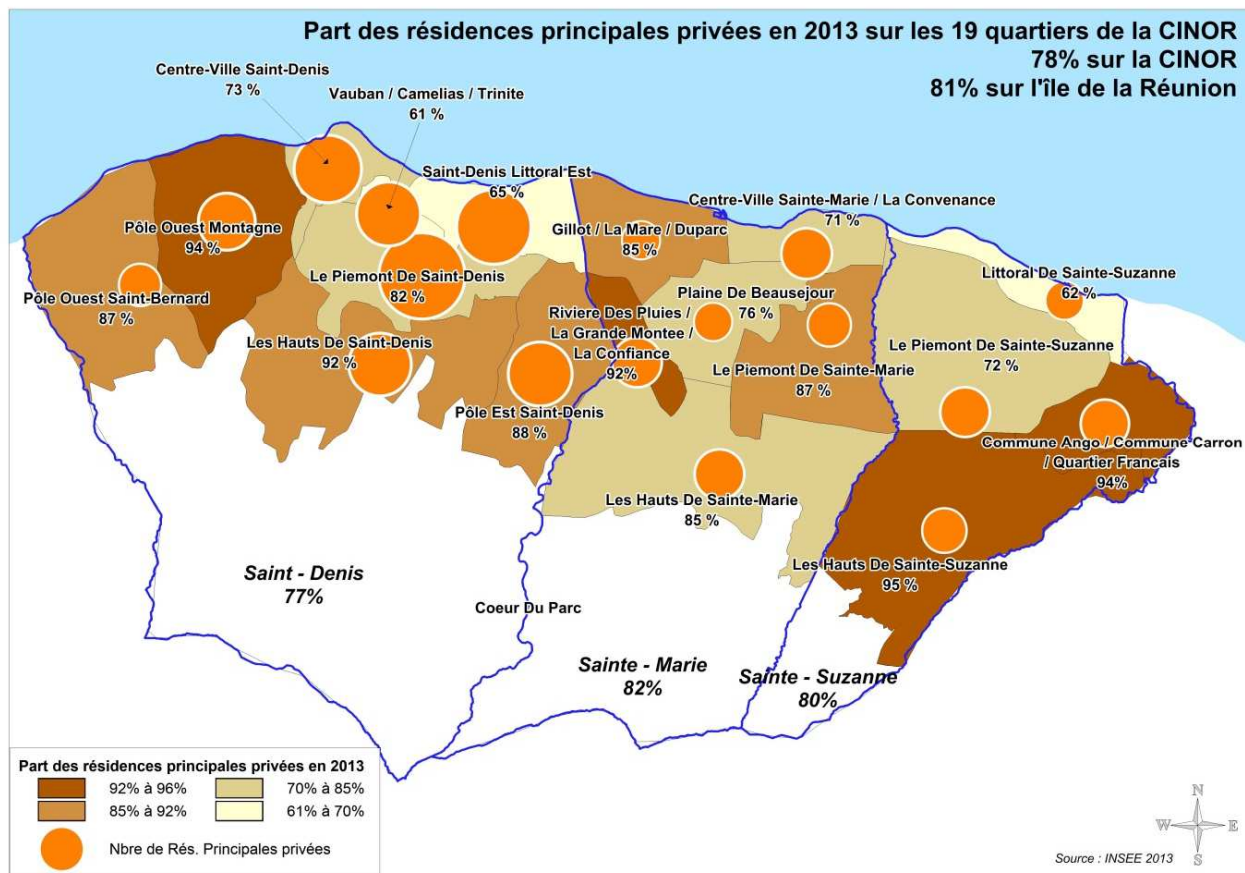 Part des résidences principales privées en 2013 sur les 19 quartiers de la CINOR
78% sur la CINOR
81% sur l'île de la Réunion
Centre-Ville Saint-Denis
73 %
Vauban / Camelias / Trinite
61 %
Saint-Denis Littoral Est
65 %
Centre-Ville Sainte-Marie / La Convenance
71 %
Pôle Ouest Montagne
94 %
Gillot / La Mare / Duparc
85 %
Le Piemont De Saint-Denis
82 %
Littoral De Sainte-Suzanne
62 %
Pôle Ouest Saint-Bernard
87 %
Plaine De Beausejour
76 %
Riviere Des Pluies /
La Grande Montee /
La Confiance
92%
Les Hauts De Saint-Denis
92 %
Le Piemont De Sainte-Suzanne
72 %
Le Piemont De Sainte-Marie
87 %
Pôle Est Saint-Denis
88 %
Commune Ango / Commune Carron
/ Quartier Francais
94%
Les Hauts De Sainte-Marie
85 %
Les Hauts De Sainte-Suzanne
95 %
Saint - Denis
77%
Coeur Du Parc
Sainte - Marie
82%
Sainte - Suzanne
80%
Part des résidences principales privées en 2013
92% à 96%
70% à 85%
85% à 92%
61% à 70%
Nbre de Rés. Principales privées
N
W
E
S
Source : INSEE 2013